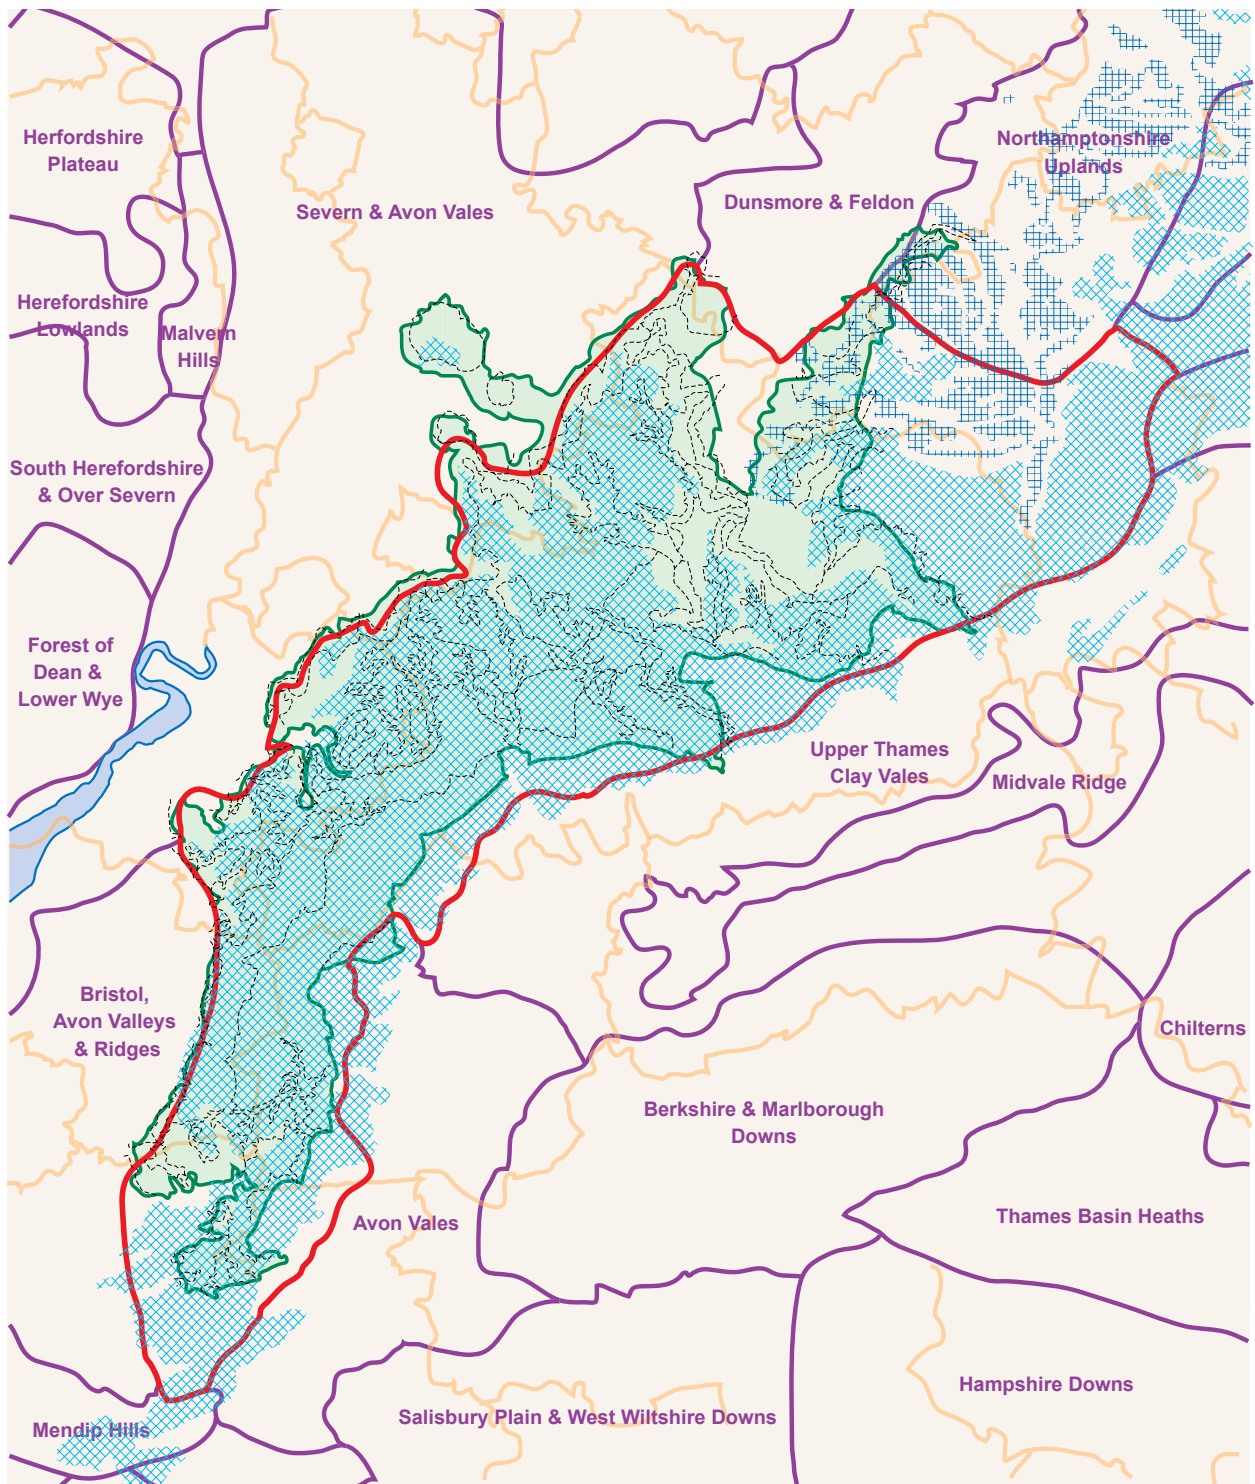 Herfordshire
Plateau
Northamptonshire
Uplands
Severn & Avon Vales
Dunsmore & Feldon
Herefordshire
Lowlands
Malvern
Hills
South Herefordshire
& Over Severn
Forest of
Dean &
Lower Wye
Upper Thames
Clay Vales
Midvale Ridge
Bristol,
Avon Valleys
& Ridges
Chilterns
Berkshire & Marlborough
Downs
Avon Vales
Thames Basin Heaths
Hampshire Downs
Salisbury Plain & West Wiltshire Downs
Mendip Hills